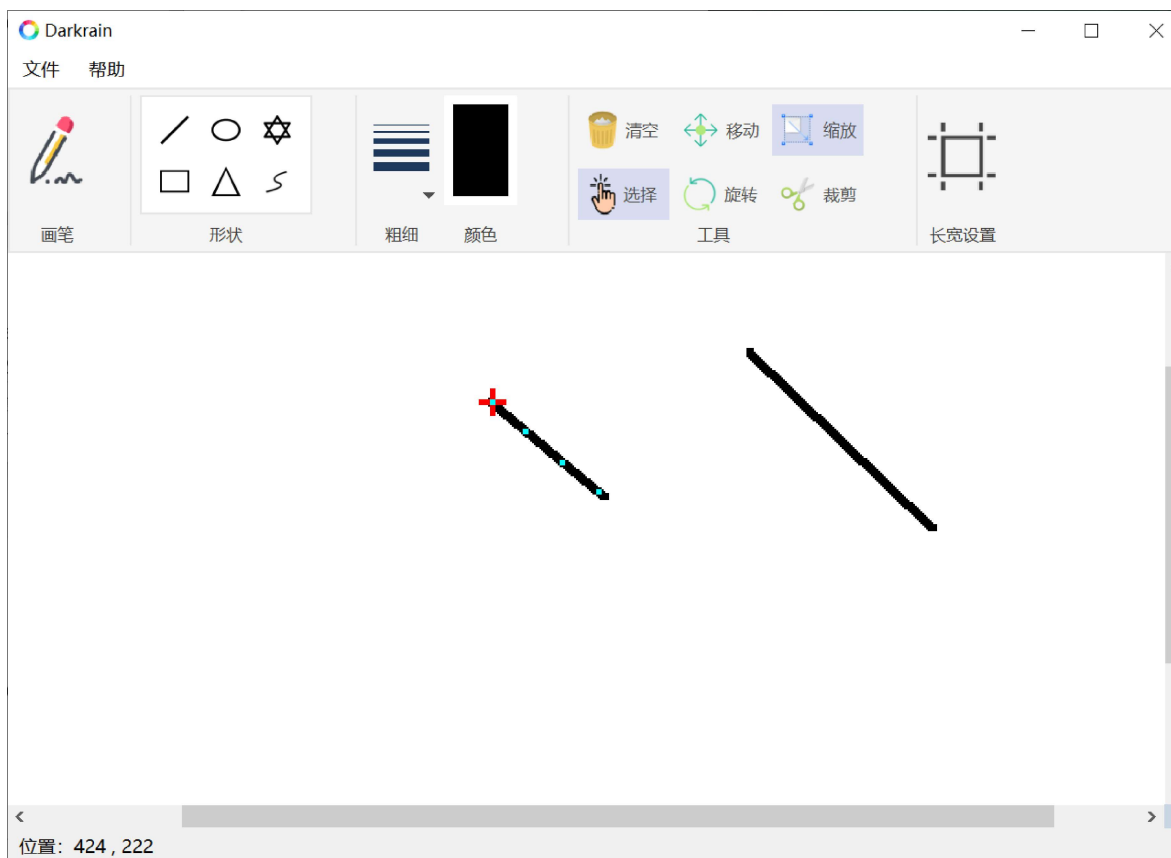 Darkrain
文件 帮助
清空 移动 缩放
选择 旋转 裁剪
画笔 形状 粗细 颜色 工具 长宽设置
位置：424 , 222